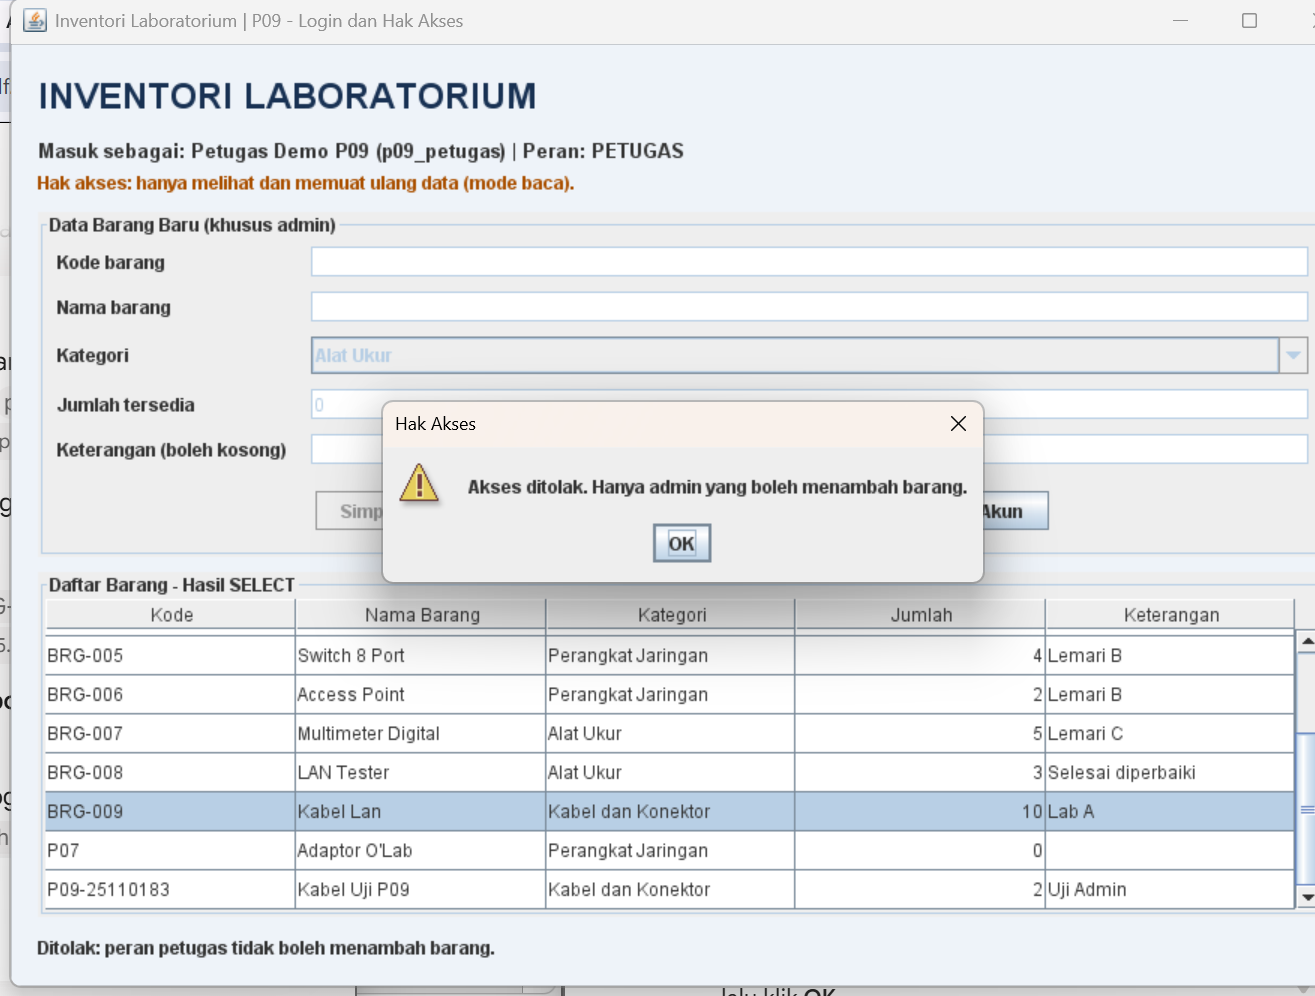 Inventori Laboratorium | P09 - Login dan Hak Akses
INVENTORI LABORATORIUM
Masuk sebagai: Petugas Demo P09 (p09_petugas) | Peran: PETUGAS
Hak akses: hanya melihat dan memuat ulang data (mode baca).
Data Barang Baru (khusus admin)
Kode barang
Nama barang
Kategori Alat Ukur
Jumlah tersedia 0
Keterangan (boleh kosong)
Simp Akun
Hak Akses
Akses ditolak. Hanya admin yang boleh menambah barang.
OK
Daftar Barang - Hasil SELECT
Kode Nama Barang Kategori Jumlah Keterangan
BRG-005 Switch 8 Port Perangkat Jaringan 4 Lemari B
BRG-006 Access Point Perangkat Jaringan 2 Lemari B
BRG-007 Multimeter Digital Alat Ukur 5 Lemari C
BRG-008 LAN Tester Alat Ukur 3 Selesai diperbaiki
BRG-009 Kabel Lan Kabel dan Konektor 10 Lab A
P07 Adaptor O'Lab Perangkat Jaringan 0
P09-25110183 Kabel Uji P09 Kabel dan Konektor 2 Uji Admin
Ditolak: peran petugas tidak boleh menambah barang.
lalu klik OK